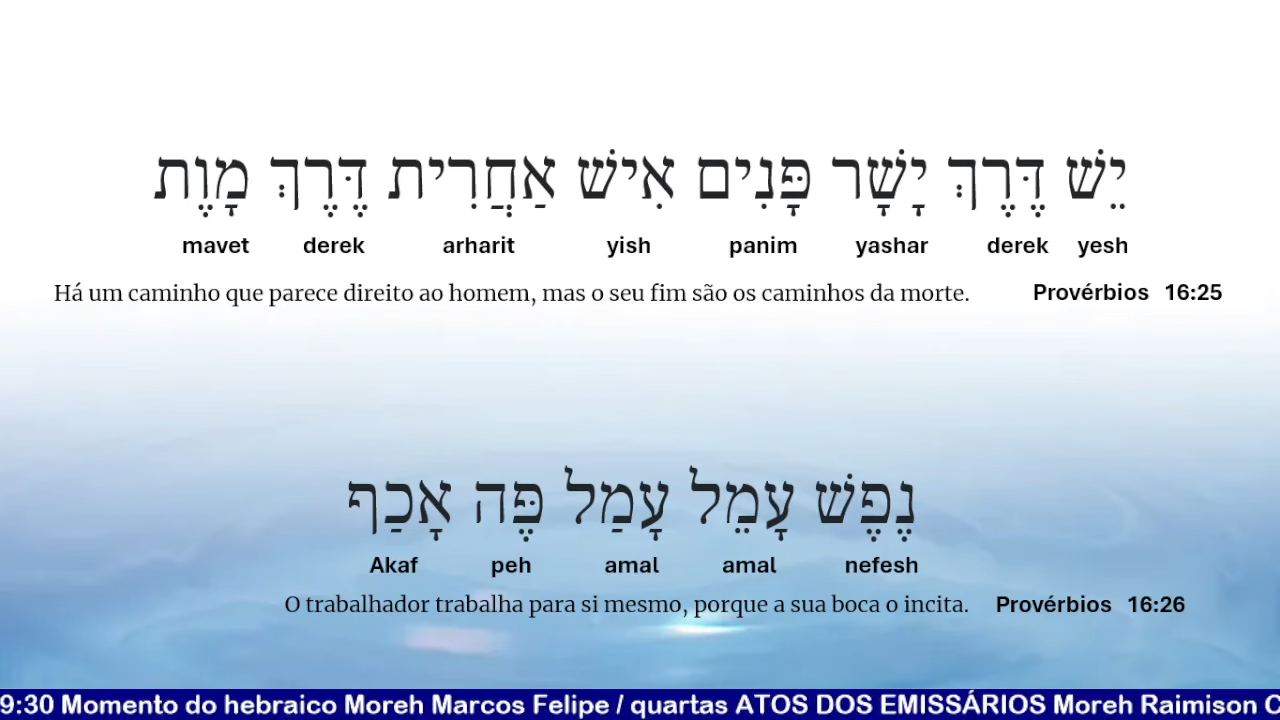 יֵשׁ דֶּרֶךְ יָשָׁר פָּנִים אִישׁ אַחֲרִית דֶּרֶךְ מָוֶת
mavet derek arharit yish panim yashar derek yesh
Há um caminho que parece direito ao homem, mas o seu fim são os caminhos da morte. Provérbios 16:25
נֶפֶשׁ עָמֵל עָמַל פֶּה אָכַף
Akaf peh amal amal nefesh
O trabalhador trabalha para si mesmo, porque a sua boca o incita. Provérbios 16:26
9:30 Momento do hebraico Moreh Marcos Felipe / quartas ATOS DOS EMISSÁRIOS Moreh Raimison C